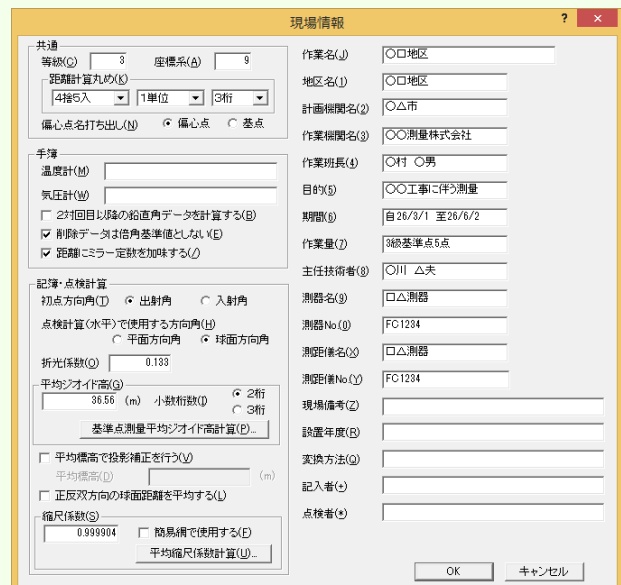 現場情報
? ×
共通
等級(C) 3 座標系(A) 9
距離計算丸め(K)
4捨5入 1単位 3桁
偏心点名打ち出し(N) 偏心点 基点
手簿
温度計(M)
気圧計(W)
2対回目以降の鉛直角データを計算する(B)
削除データは倍角基準値としない(E)
距離にミラー定数を加味する(/)
記簿・点検計算
初点方向角(T) 出射角 入射角
点検計算(水平)で使用する方向角(H)
平面方向角 球面方向角
折光係数(O) 0.133
平均ジオイド高(G)
36.56 (m) 小数桁数(I) 2桁
3桁
基準点測量平均ジオイド高計算(P)...
平均標高で投影補正を行う(V)
平均標高(D) (m)
正反双方向の球面距離を平均する(L)
縮尺係数(S)
0.999904 簡易網で使用する(F)
平均縮尺係数計算(U)...
作業名(J) 〇口地区
地区名(1) 〇口地区
計画機関名(2) 〇△市
作業機関名(3) 〇〇測量株式会社
作業班長(4) 〇村 〇男
目的(5) 〇〇工事に伴う測量
期間(6) 自26/3/1 至26/6/2
作業量(7) 3級基準点5点
主任技術者(8) 〇川 △夫
測器名(9) 口△測器
測器No.(0) FC1234
測距儀名(X) 口△測器
測距儀No.(Y) FC1234
現場備考(Z)
設置年度(R)
変換方法(Q)
記入者(+)
点検者(*)
OK キャンセル